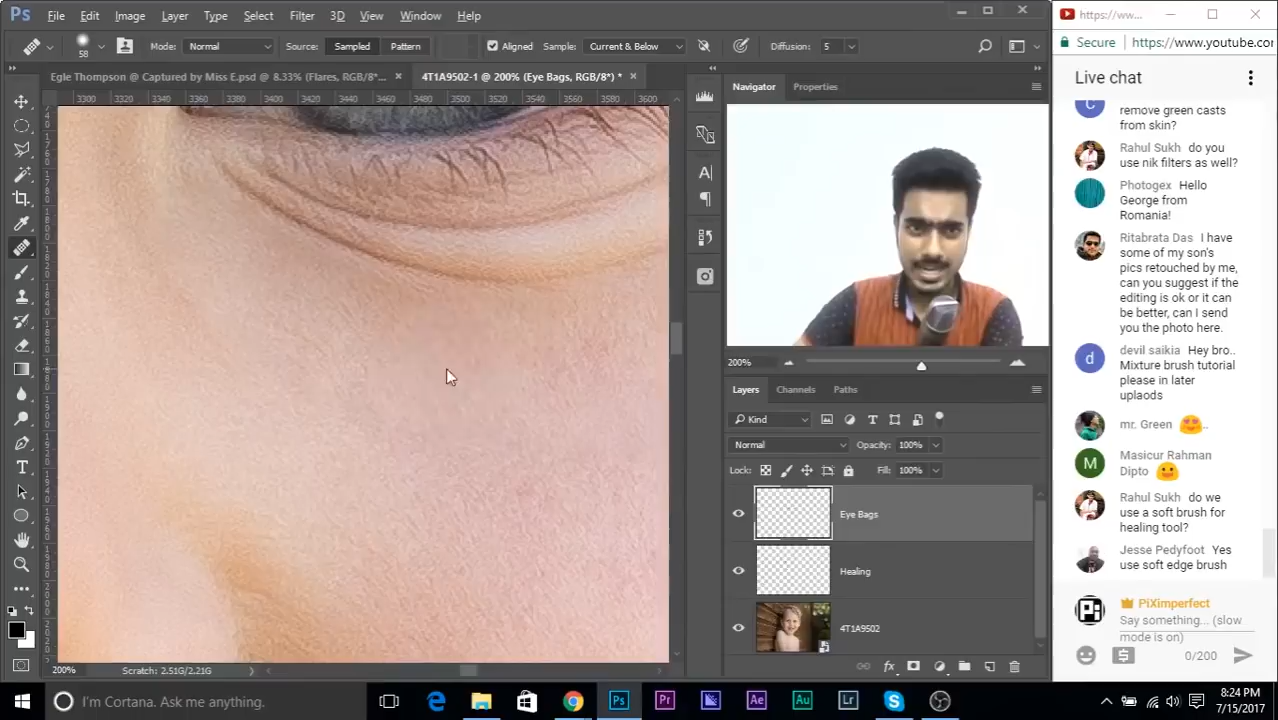 Ps File Edit Image Layer Type Select Filter 3D View Window Help
https://ww...
58 Mode: Normal Source: Sampled Pattern Aligned Sample: Current & Below Diffusion: 5
Secure https://www.youtube.cor
Egle Thompson @ Captured by Miss E.psd @ 8.33% (Flares, RGB/8*... × 4T1A9502-1 @ 200% (Eye Bags, RGB/8*) * ×
3300 3320 3340 3360 3380 3400 3420 3440 3460 3480 3500 3520 3540 3560 3580 3600
Navigator Properties
200%
Layers Channels Paths
Kind
Normal Opacity: 100%
Lock: Fill: 100%
Eye Bags
Healing
4T1A9502
200% Scratch: 2.51G/2.21G
Live chat
C remove green casts
from skin?
Rahul Sukh do you
use nik filters as well?
Photogex Hello
George from
Romania!
Ritabrata Das I have
some of my son's
pics retouched by me,
can you suggest if the
editing is ok or it can
be better, can I send
you the photo here.
d devil saikia Hey bro..
Mixture brush tutorial
please in later
uplaods
mr. Green 😍..
M Masicur Rahman
Dipto 😀
Rahul Sukh do we
use a soft brush for
healing tool?
Jesse Pedyfoot Yes
use soft edge brush
Pi PiXimperfect
Say something... (slow
mode is on)
0/200
I'm Cortana. Ask me anything.
Ps Pr Ae Au Lr
8:24 PM
7/15/2017